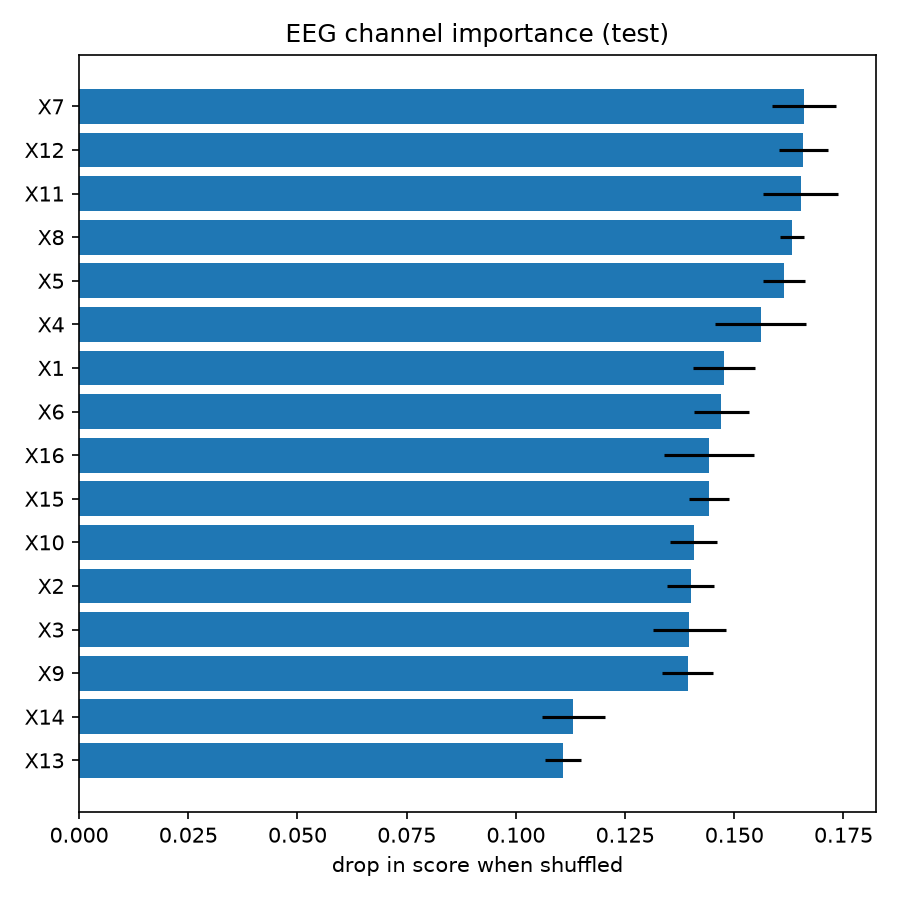 EEG channel importance (test)
X7
X12
X11
X8
X5
X4
X1
X6
X16
X15
X10
X2
X3
X9
X14
X13
0.000 0.025 0.050 0.075 0.100 0.125 0.150 0.175
drop in score when shuffled